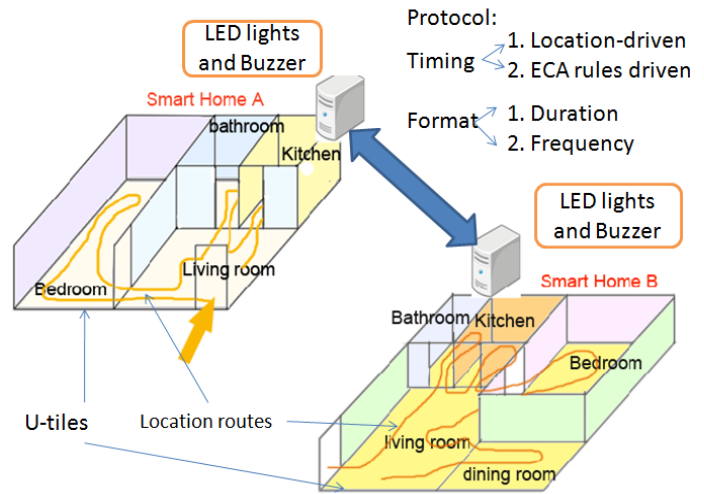 Protocol:
LED lights
and Buzzer
Timing
1. Location-driven
2. ECA rules driven
Smart Home A
Format
1. Duration
2. Frequency
bathroom
Kitchen
Living room
Bedroom
LED lights
and Buzzer
Smart Home B
Bathroom
Kitchen
Bedroom
U-tiles
Location routes
living room
dining room